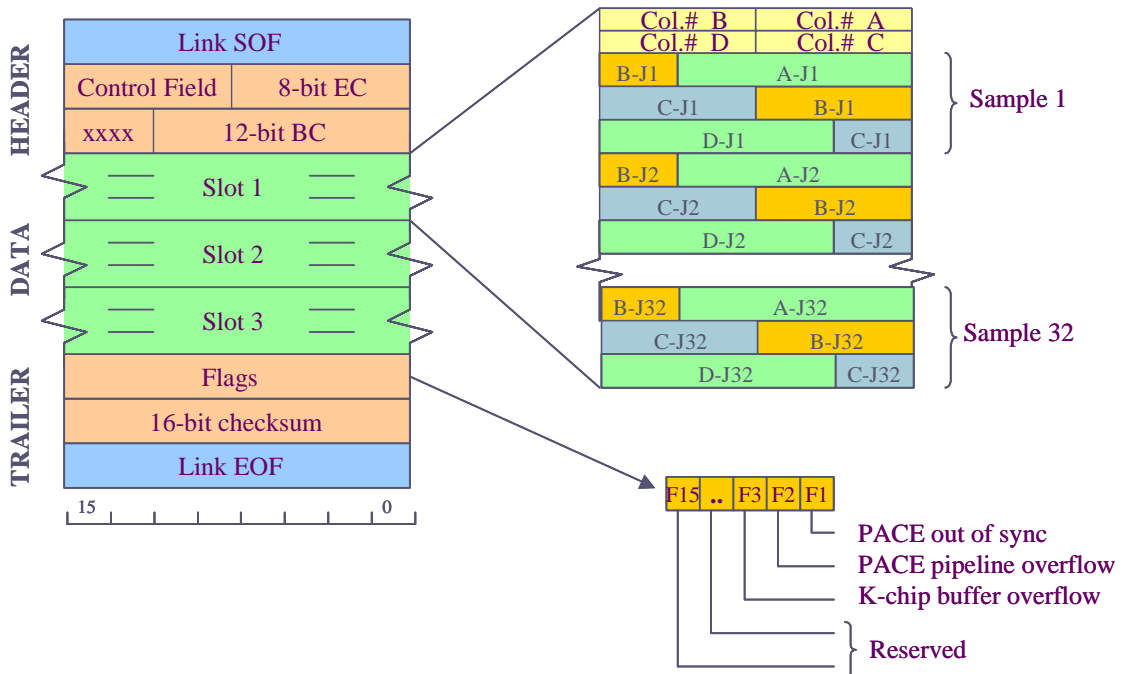 HEADER
Link SOF
Control Field 8-bit EC
xxxx 12-bit BC
DATA
Slot 1
Slot 2
Slot 3
TRAILER
Flags
16-bit checksum
Link EOF
15 0
Col.# B Col.# A
Col.# D Col.# C
B-J1 A-J1
C-J1 B-J1
D-J1 C-J1
Sample 1
B-J2 A-J2
C-J2 B-J2
D-J2 C-J2
B-J32 A-J32
C-J32 B-J32
D-J32 C-J32
Sample 32
F15 .. F3 F2 F1
PACE out of sync
PACE pipeline overflow
K-chip buffer overflow
Reserved